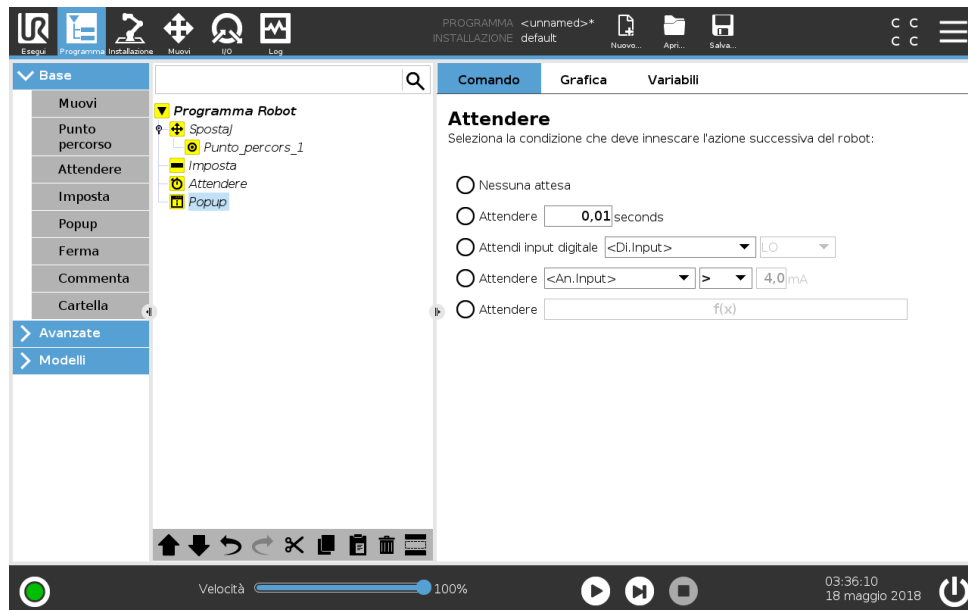 UR
Esegui
Programma
Installazione
Muovi
I/O
Log
PROGRAMMA <unnamed>*
INSTALLAZIONE default
Nuovo...
Apri...
Salva...
C C
C C
Base
Muovi
Punto
percorso
Attendere
Imposta
Popup
Ferma
Commenta
Cartella
Avanzate
Modelli
Programma Robot
SpostaJ
Punto_percors_1
Imposta
Attendere
Popup
Comando Grafica Variabili
Attendere
Seleziona la condizione che deve innescare l'azione successiva del robot:
Nessuna attesa
Attendere 0,01 seconds
Attendi input digitale <Di.Input> LO
Attendere <An.Input> > 4,0 mA
Attendere f(x)
Velocità 100%
03:36:10
18 maggio 2018